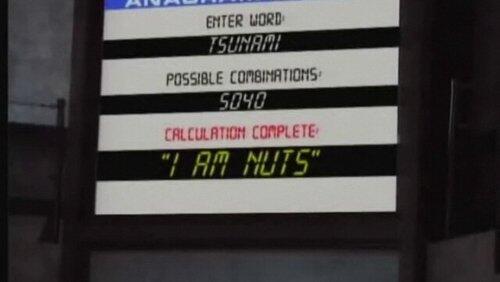 ENTER WORD:
TSUNAMI
POSSIBLE COMBINATIONS:
5040
CALCULATION COMPLETE:
"I AM NUTS"